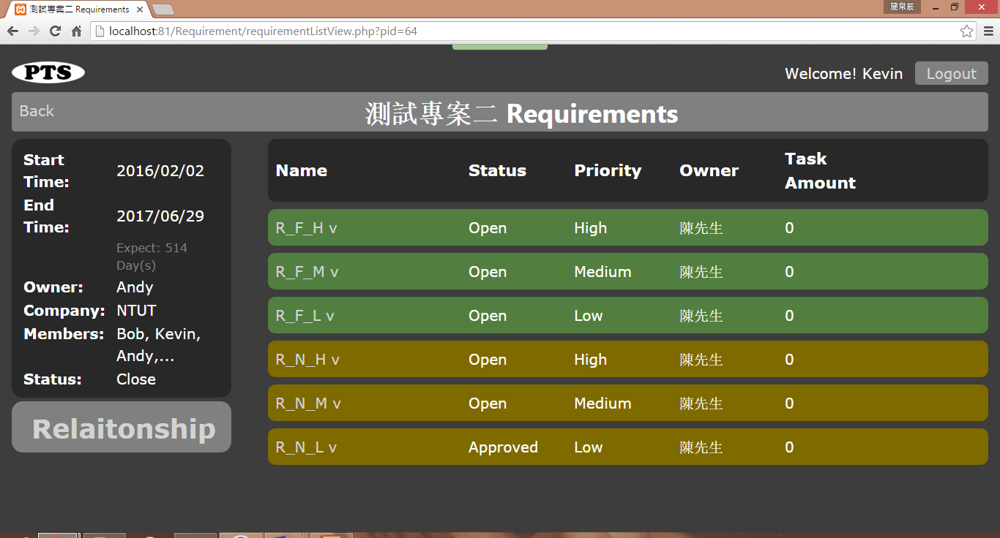 測試專案二 Requirements
施帛辰
localhost:81/Requirement/requirementListView.php?pid=64
PTS
Welcome! Kevin Logout
Back
測試專案二 Requirements
Start Time: 2016/02/02
End Time: 2017/06/29
Expect: 514
Day(s)
Owner: Andy
Company: NTUT
Members: Bob, Kevin,
Andy,...
Status: Close
Relaitonship
Name Status Priority Owner Task Amount
R_F_H v Open High 陳先生 0
R_F_M v Open Medium 陳先生 0
R_F_L v Open Low 陳先生 0
R_N_H v Open High 陳先生 0
R_N_M v Open Medium 陳先生 0
R_N_L v Approved Low 陳先生 0